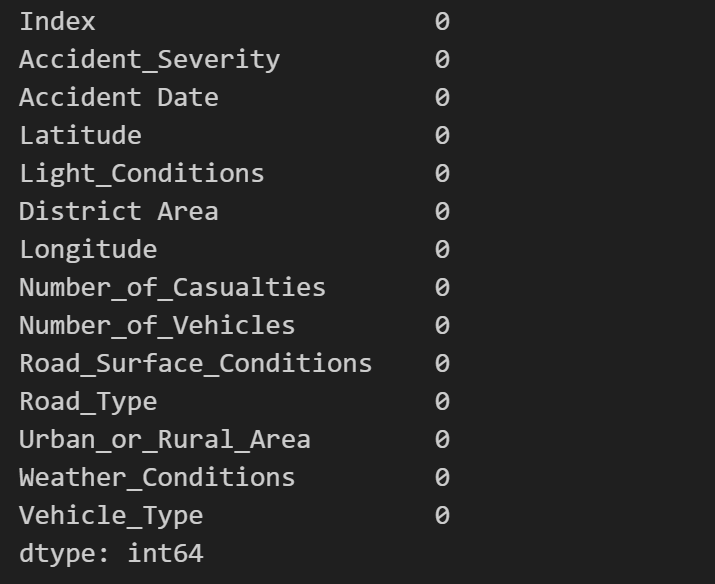 Index 0
Accident_Severity 0
Accident Date 0
Latitude 0
Light_Conditions 0
District Area 0
Longitude 0
Number_of_Casualties 0
Number_of_Vehicles 0
Road_Surface_Conditions 0
Road_Type 0
Urban_or_Rural_Area 0
Weather_Conditions 0
Vehicle_Type 0
dtype: int64